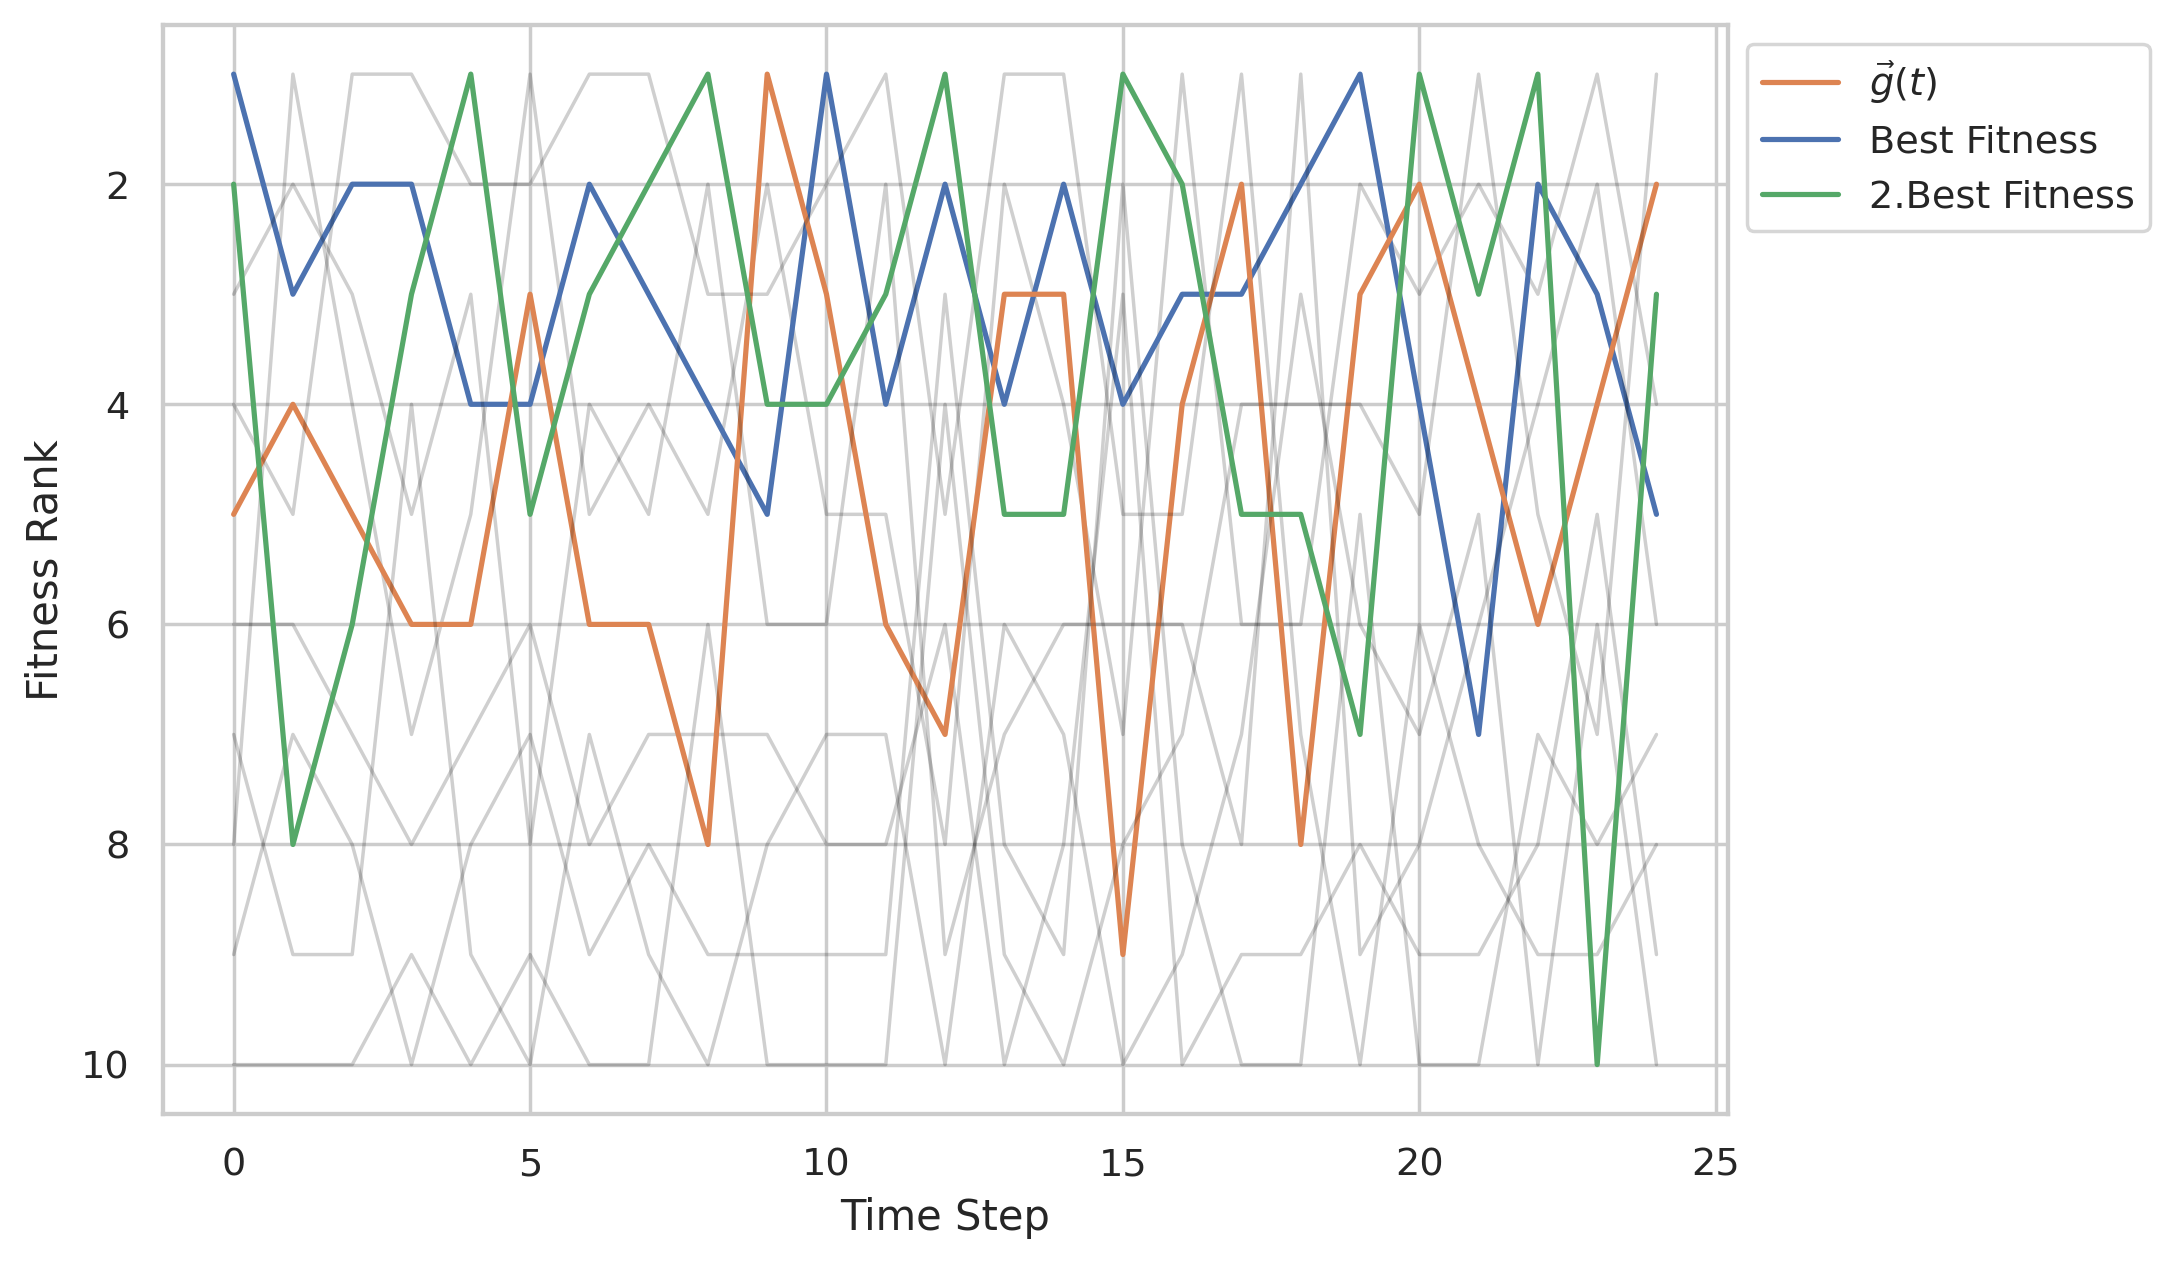 g⃗(t)
Best Fitness
2.Best Fitness
Fitness Rank
2
4
6
8
10
0 5 10 15 20 25
Time Step